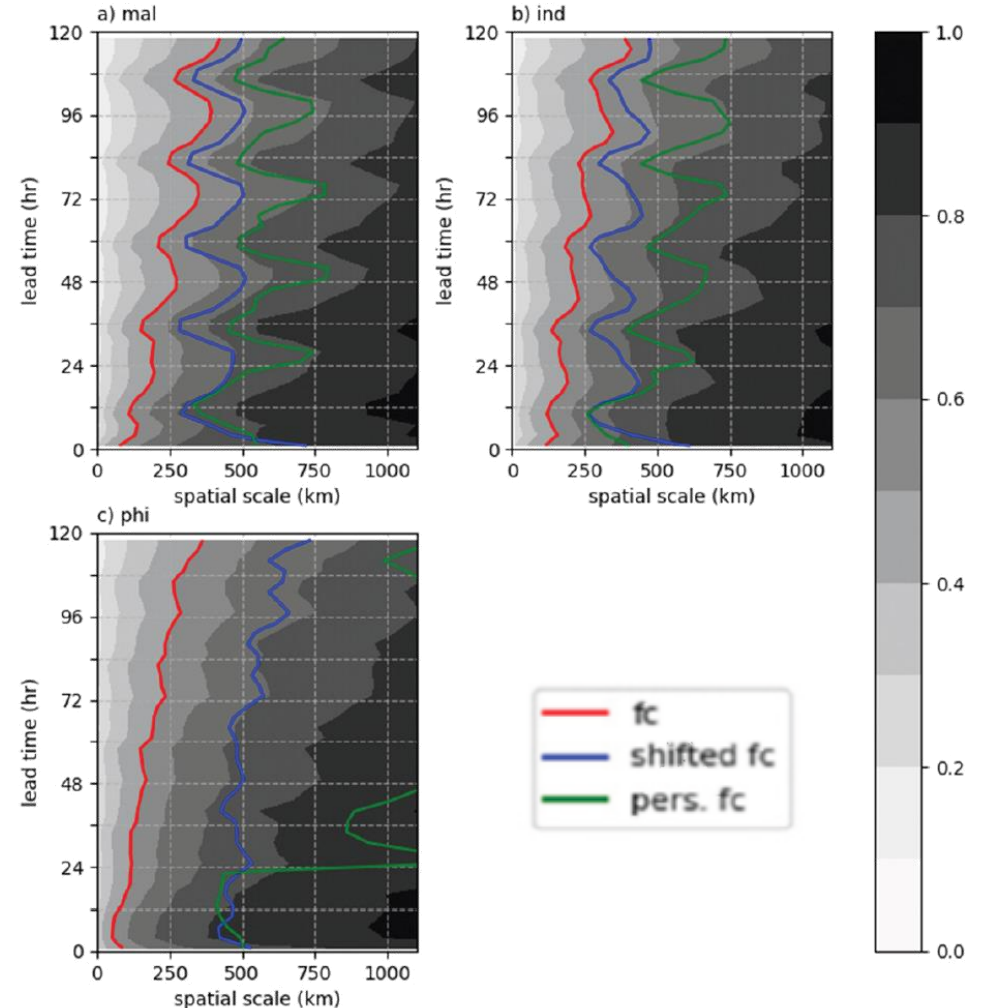 a) mal
120
96
72
48
24
0
lead time (hr)
0 250 500 750 1000
spatial scale (km)
b) ind
120
96
72
48
24
0
lead time (hr)
0 250 500 750 1000
spatial scale (km)
1.0
0.8
0.6
0.4
0.2
0.0
c) phi
120
96
72
48
24
0
lead time (hr)
0 250 500 750 1000
spatial scale (km)
fc
shifted fc
pers. fc